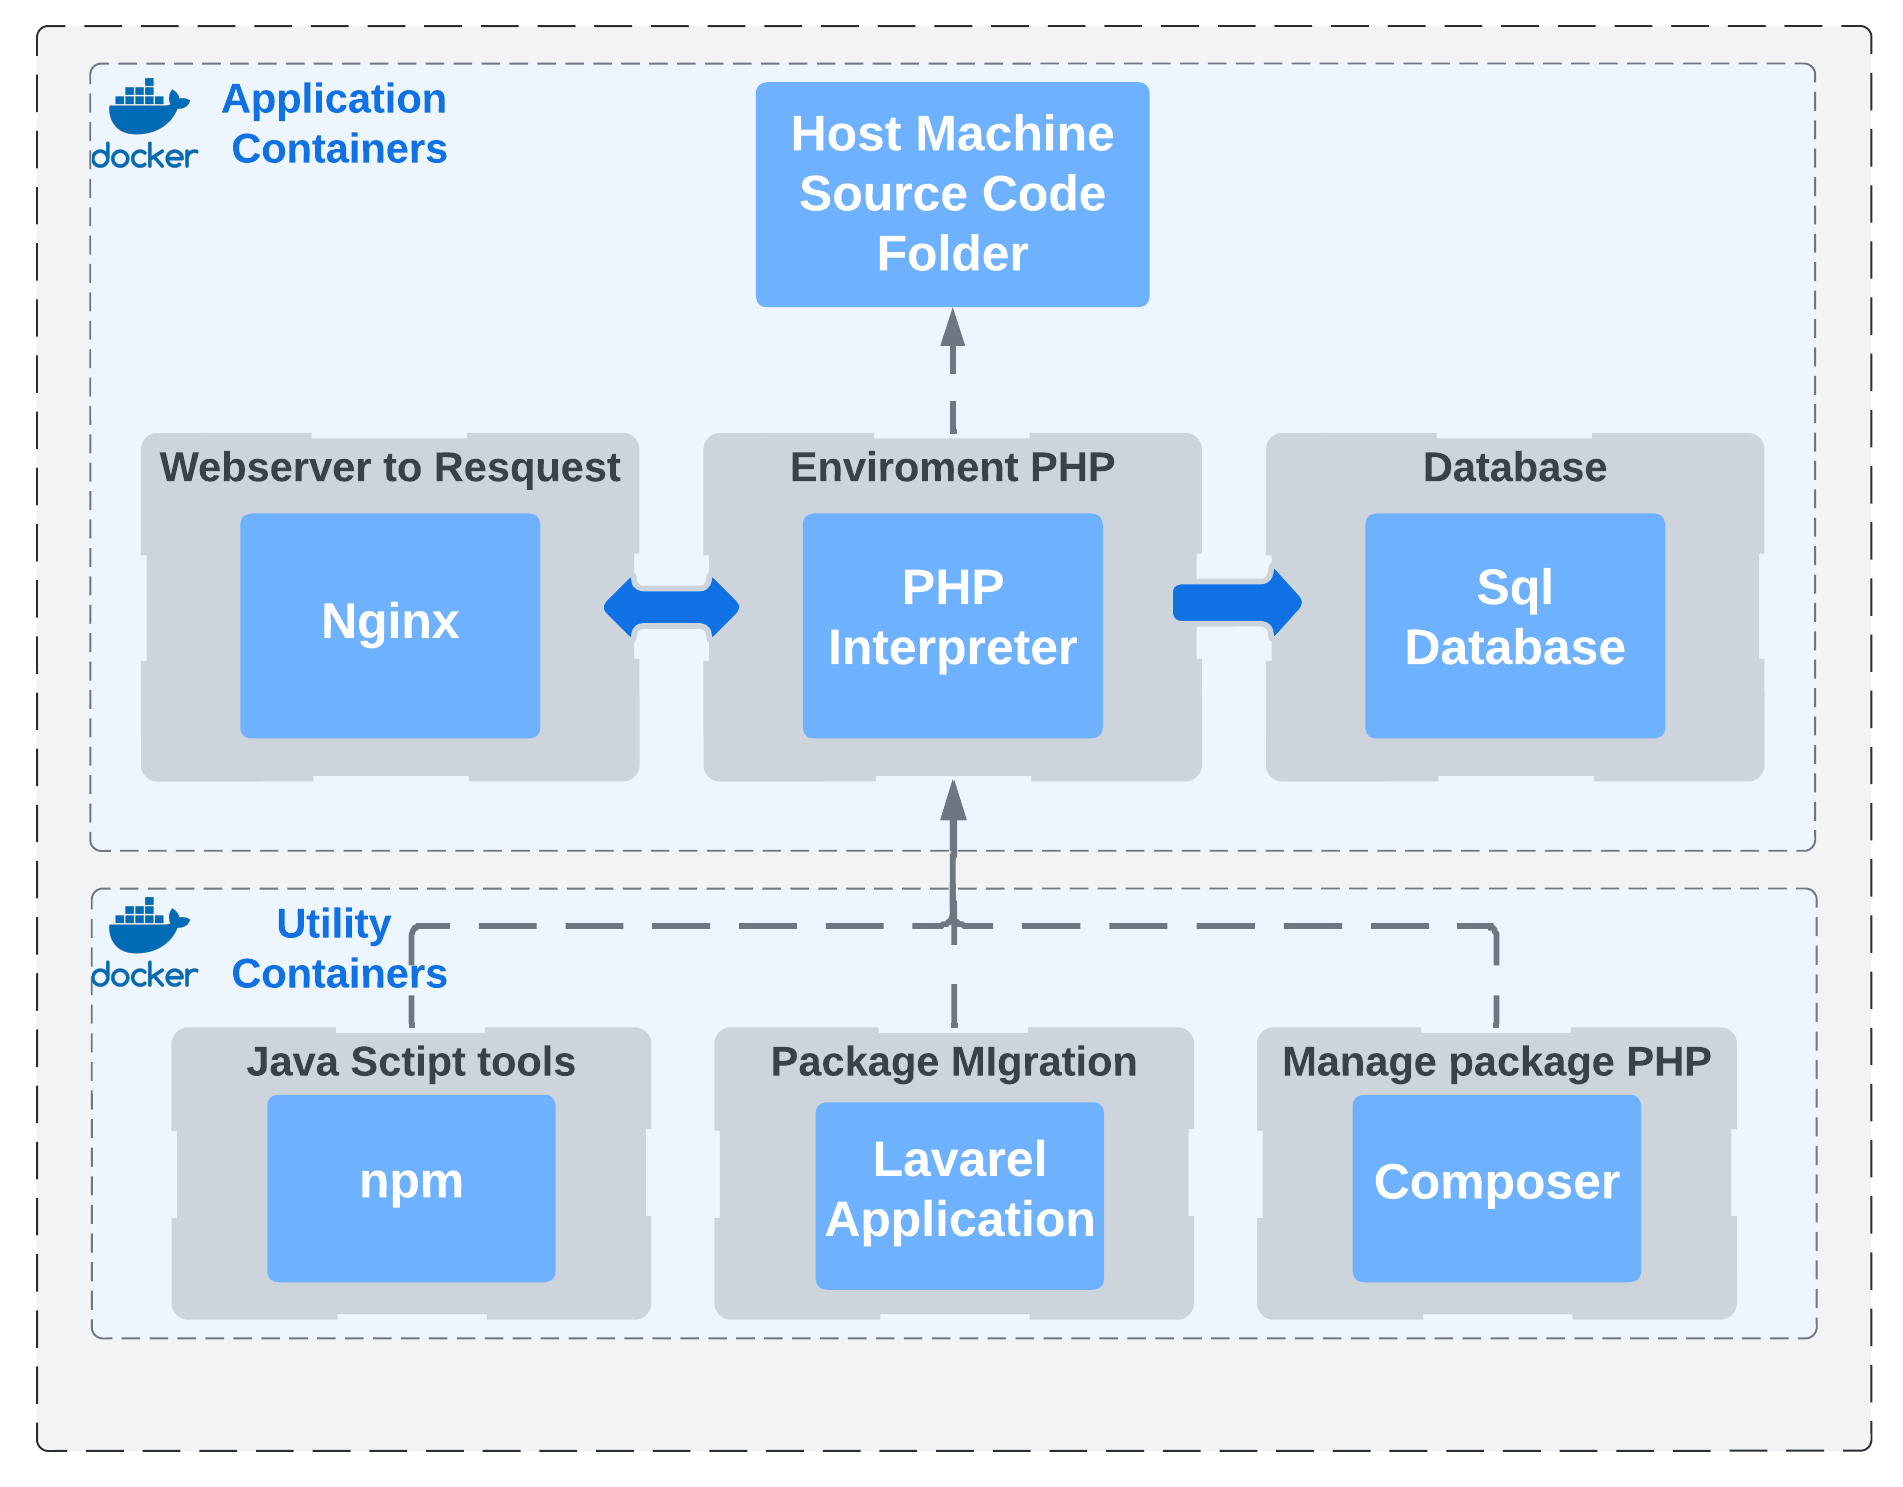 docker
Application
Containers
Host Machine
Source Code
Folder
Webserver to Resquest
Nginx
Enviroment PHP
PHP
Interpreter
Database
Sql
Database
docker
Utility
Containers
Java Sctipt tools
npm
Package MIgration
Lavarel
Application
Manage package PHP
Composer